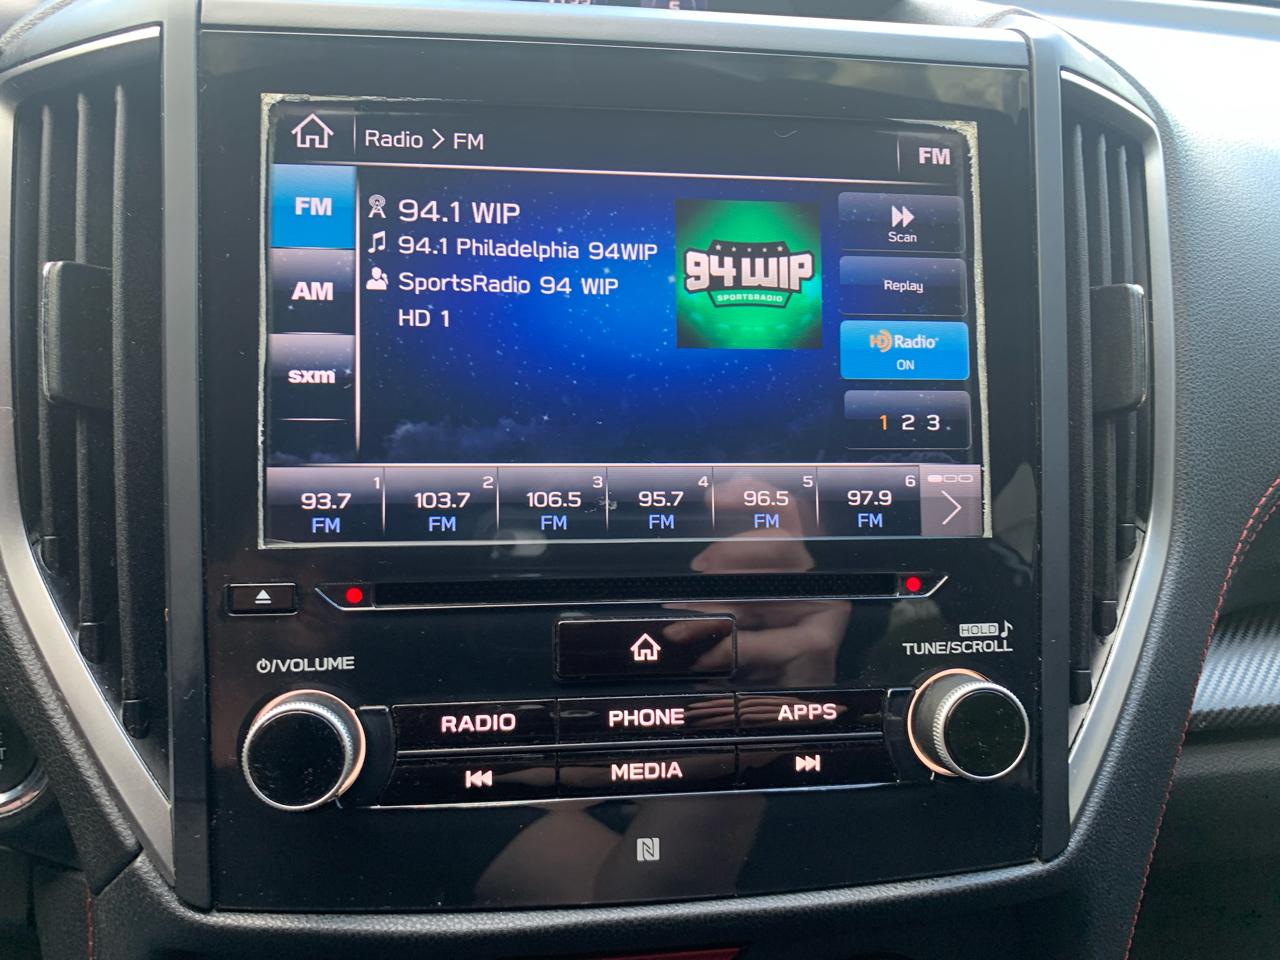 Radio > FM
FM
FM
94.1 WIP
94.1 Philadelphia 94WIP
SportsRadio 94 WIP
HD 1
94 WIP
SPORTSRADIO
AM
sxm
Scan
Replay
HD Radio
ON
1 2 3
1 2 3 4 5 6
93.7 103.7 106.5 95.7 96.5 97.9
FM FM FM FM FM FM
/VOLUME
HOLD
TUNE/SCROLL
RADIO PHONE APPS
MEDIA
N